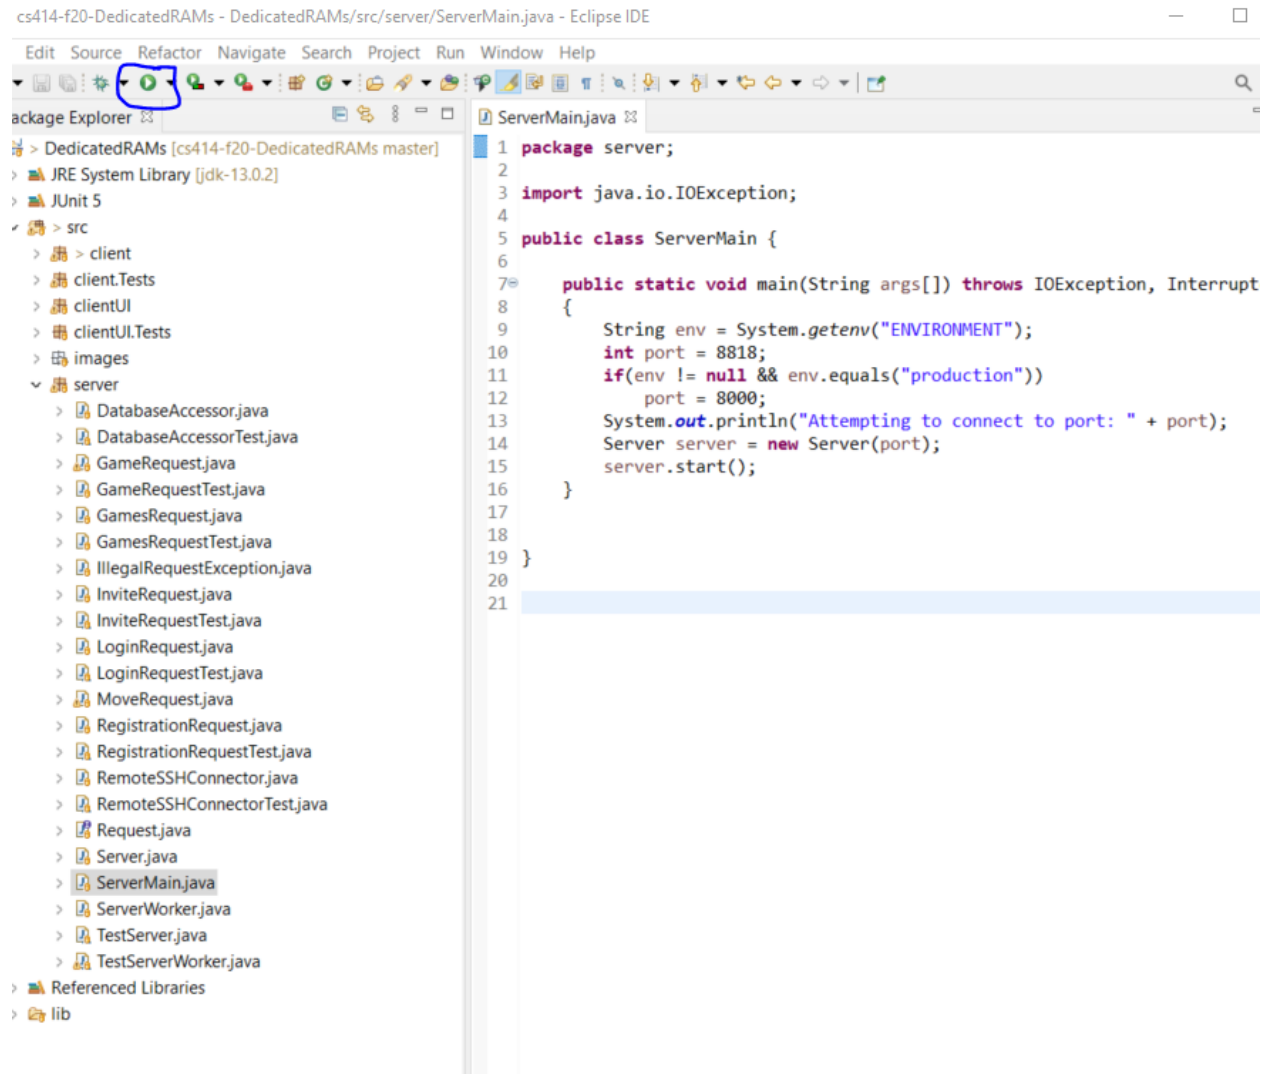 cs414-f20-DedicatedRAMs - DedicatedRAMs/src/server/ServerMain.java - Eclipse IDE
Edit Source Refactor Navigate Search Project Run Window Help
ackage Explorer
ServerMain.java
> DedicatedRAMs [cs414-f20-DedicatedRAMs master]
JRE System Library [jdk-13.0.2]
JUnit 5
> src
> client
client.Tests
clientUI
clientUI.Tests
images
server
DatabaseAccessor.java
DatabaseAccessorTest.java
GameRequest.java
GameRequestTest.java
GamesRequest.java
GamesRequestTest.java
IllegalRequestException.java
InviteRequest.java
InviteRequestTest.java
LoginRequest.java
LoginRequestTest.java
MoveRequest.java
RegistrationRequest.java
RegistrationRequestTest.java
RemoteSSHConnector.java
RemoteSSHConnectorTest.java
Request.java
Server.java
ServerMain.java
ServerWorker.java
TestServer.java
TestServerWorker.java
Referenced Libraries
lib
1 package server;
2
3 import java.io.IOException;
4
5 public class ServerMain {
6
7 public static void main(String args[]) throws IOException, Interrupt
8 {
9 String env = System.getenv("ENVIRONMENT");
10 int port = 8818;
11 if(env != null && env.equals("production"))
12 port = 8000;
13 System.out.println("Attempting to connect to port: " + port);
14 Server server = new Server(port);
15 server.start();
16 }
17
18
19 }
20
21